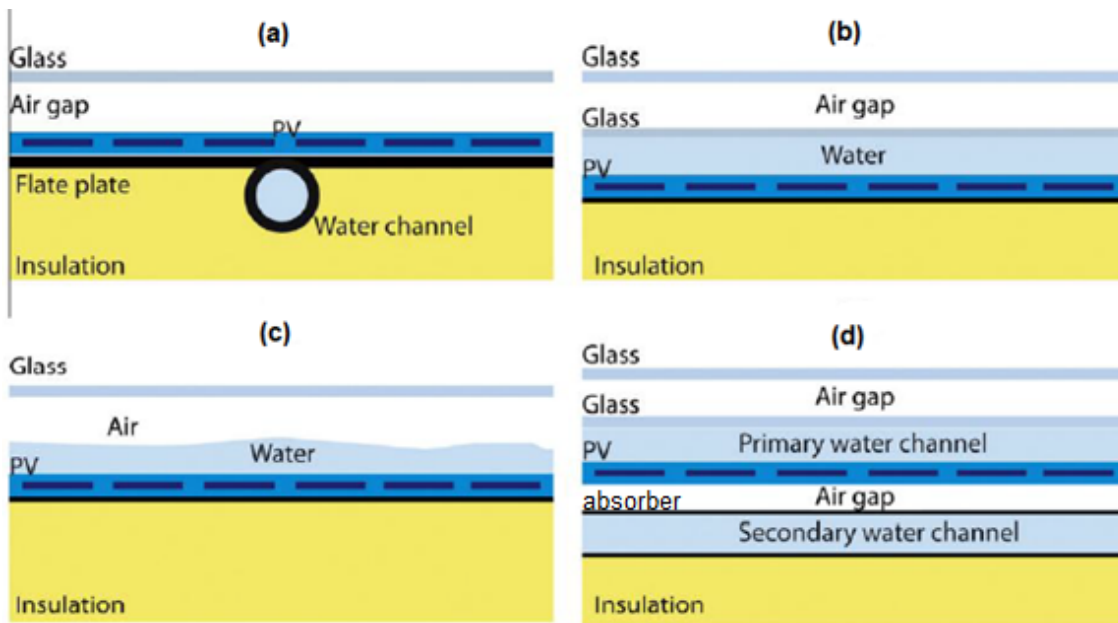 (a)
Glass
Air gap
PV
Flate plate
Water channel
Insulation
(b)
Glass
Air gap
Glass
Water
PV
Insulation
(c)
Glass
Air
Water
PV
Insulation
(d)
Glass
Air gap
Glass
Primary water channel
PV
Air gap
absorber
Secondary water channel
Insulation